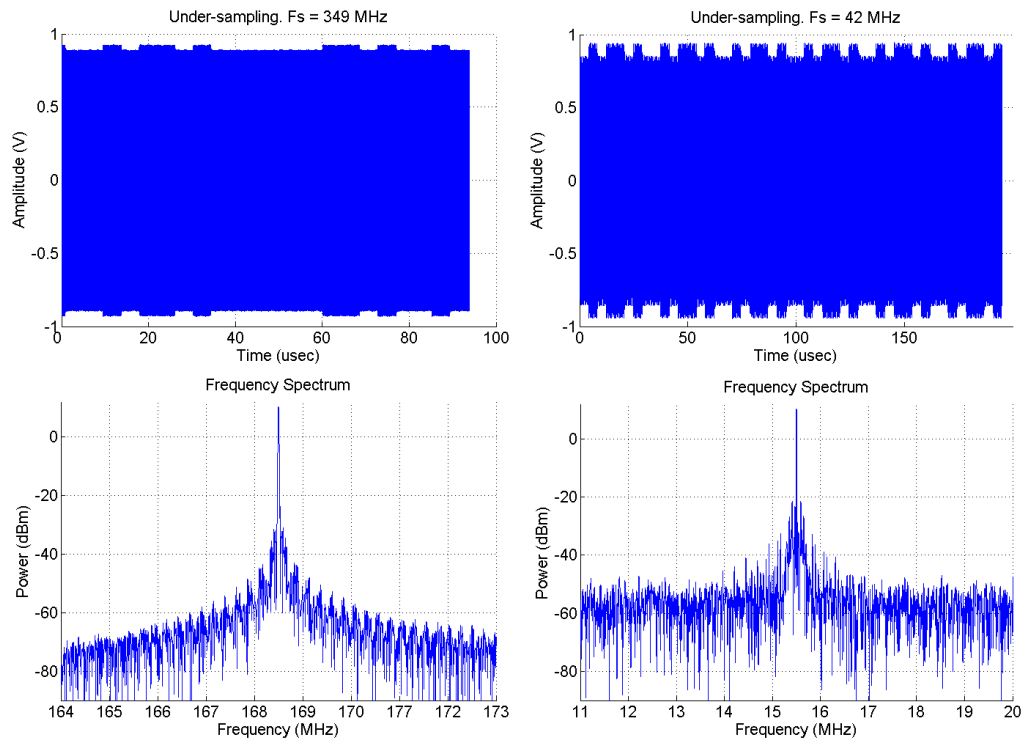 Under-sampling. Fs = 349 MHz
1
0.5
0
-0.5
-1
0 20 40 60 80 100
Amplitude (V)
Time (usec)
Under-sampling. Fs = 42 MHz
1
0.5
0
-0.5
-1
0 50 100 150
Amplitude (V)
Time (usec)
Frequency Spectrum
0
-20
-40
-60
-80
164 165 166 167 168 169 170 177 172 173
Power (dBm)
Frequency (MHz)
Frequency Spectrum
0
-20
-40
-60
-80
11 12 13 14 15 16 17 18 19 20
Power (dBm)
Frequency (MHz)